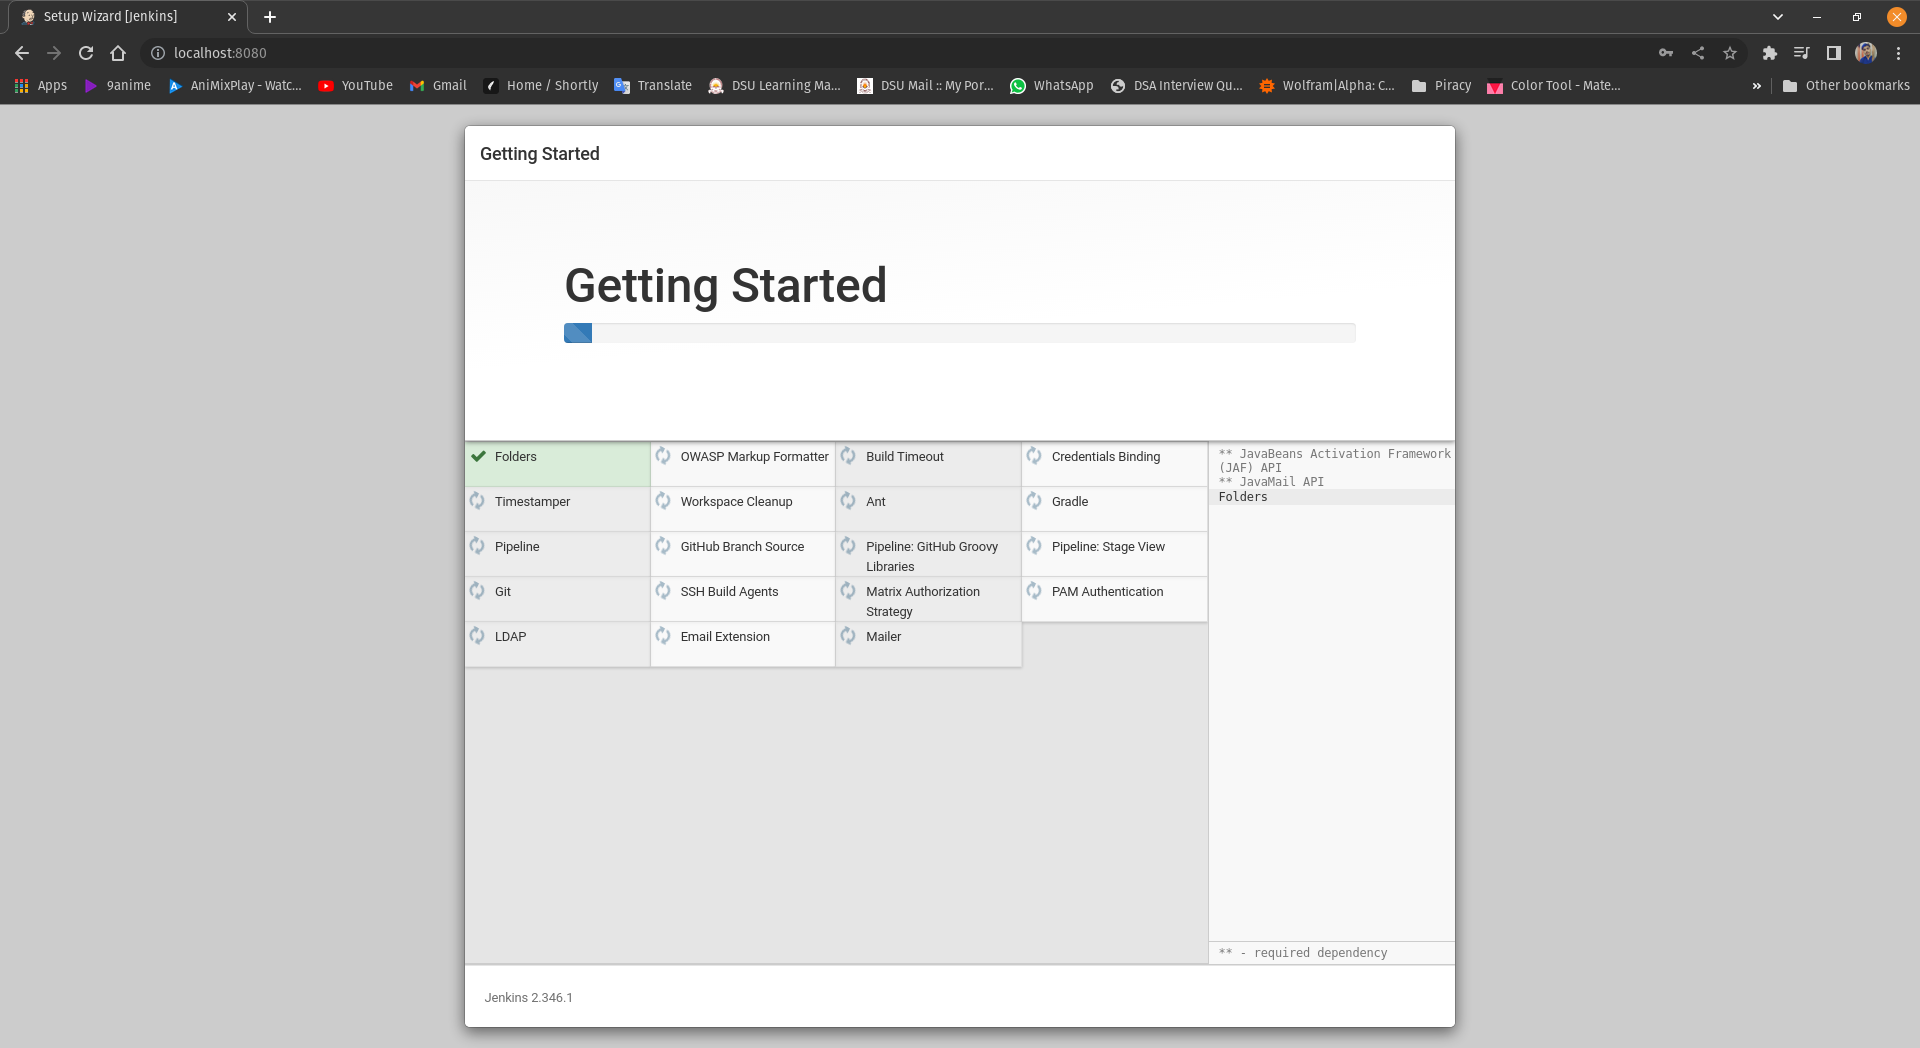 Setup Wizard [Jenkins]
localhost:8080
Apps
9anime
AniMixPlay - Watc...
YouTube
Gmail
Home / Shortly
Translate
DSU Learning Ma...
DSU Mail :: My Por...
WhatsApp
DSA Interview Qu...
Wolfram|Alpha: C...
Piracy
Color Tool - Mate...
»
Other bookmarks
Getting Started
Getting Started
Folders
OWASP Markup Formatter
Build Timeout
Credentials Binding
Timestamper
Workspace Cleanup
Ant
Gradle
Pipeline
GitHub Branch Source
Pipeline: GitHub Groovy
Libraries
Pipeline: Stage View
Git
SSH Build Agents
Matrix Authorization
Strategy
PAM Authentication
LDAP
Email Extension
Mailer
** JavaBeans Activation Framework
(JAF) API
** JavaMail API
Folders
** - required dependency
Jenkins 2.346.1